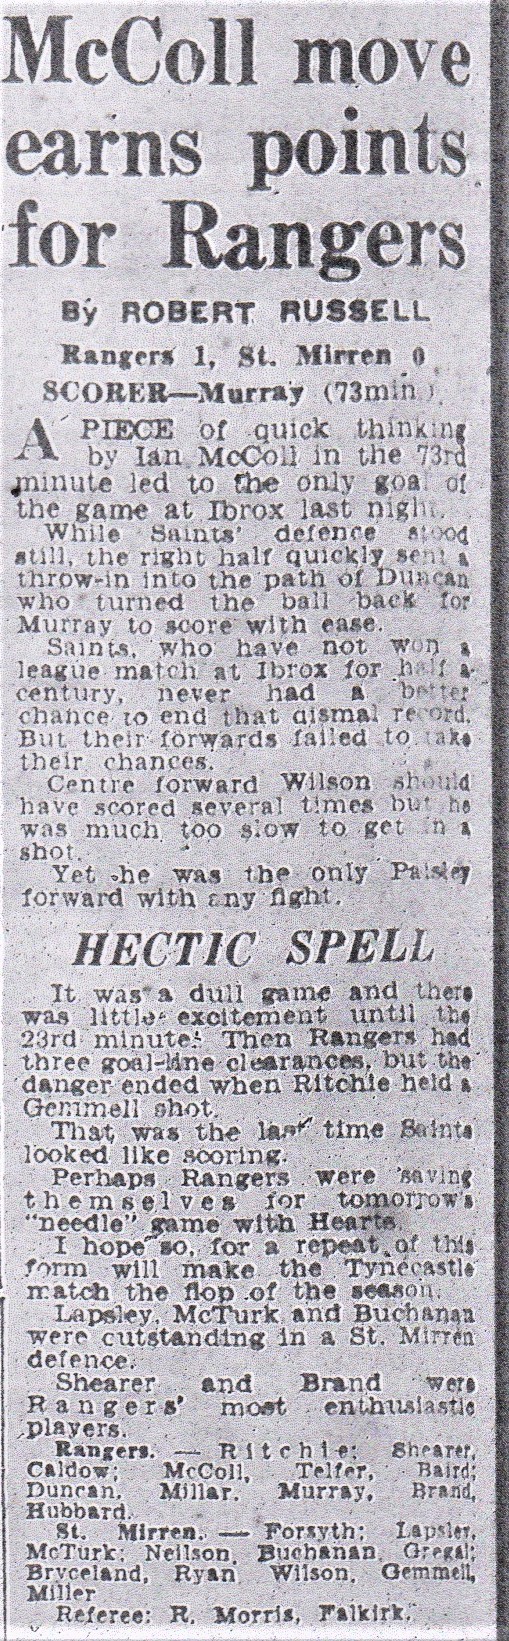 McColl move
earns points
for Rangers
By ROBERT RUSSELL
Rangers 1, St. Mirren 0
SCORER—Murray (73min.).
A PIECE of quick thinking
by Ian McColl in the 73rd
minute led to the only goal of
the game at Ibrox last night.
While Saints' defence stood
still, the right half quickly sent a
throw-in into the path of Duncan
who turned the ball back for
Murray to score with ease.
Saints, who have not won a
league match at Ibrox for half a-
century, never had a better
chance to end that dismal record.
But their forwards failed to take
their chances.
Centre forward Wilson should
have scored several times but he
was much too slow to get in a
shot.
Yet he was the only Paisley
forward with any fight.
HECTIC SPELL
It was a dull game and there
was little excitement until the
23rd minute. Then Rangers had
three goal-line clearances, but the
danger ended when Ritchie held a
Gemmell shot.
That was the last time Saints
looked like scoring.
Perhaps Rangers were saving
themselves for tomorrow's
"needle" game with Hearts.
I hope so, for a repeat of this
form will make the Tynecastle
match the flop of the season.
Lapsley, McTurk and Buchanan
were outstanding in a St. Mirren
defence.
Shearer and Brand were
Rangers' most enthusiastic
players.
Rangers. — Ritchie; Shearer,
Caldow; McColl, Telfer, Baird;
Duncan, Millar, Murray, Brand,
Hubbard.
St. Mirren. — Forsyth; Lapsley,
McTurk; Neilson, Buchanan, Gregal;
Bryceland, Ryan, Wilson, Gemmell,
Miller
Referee: R. Morris, Falkirk.